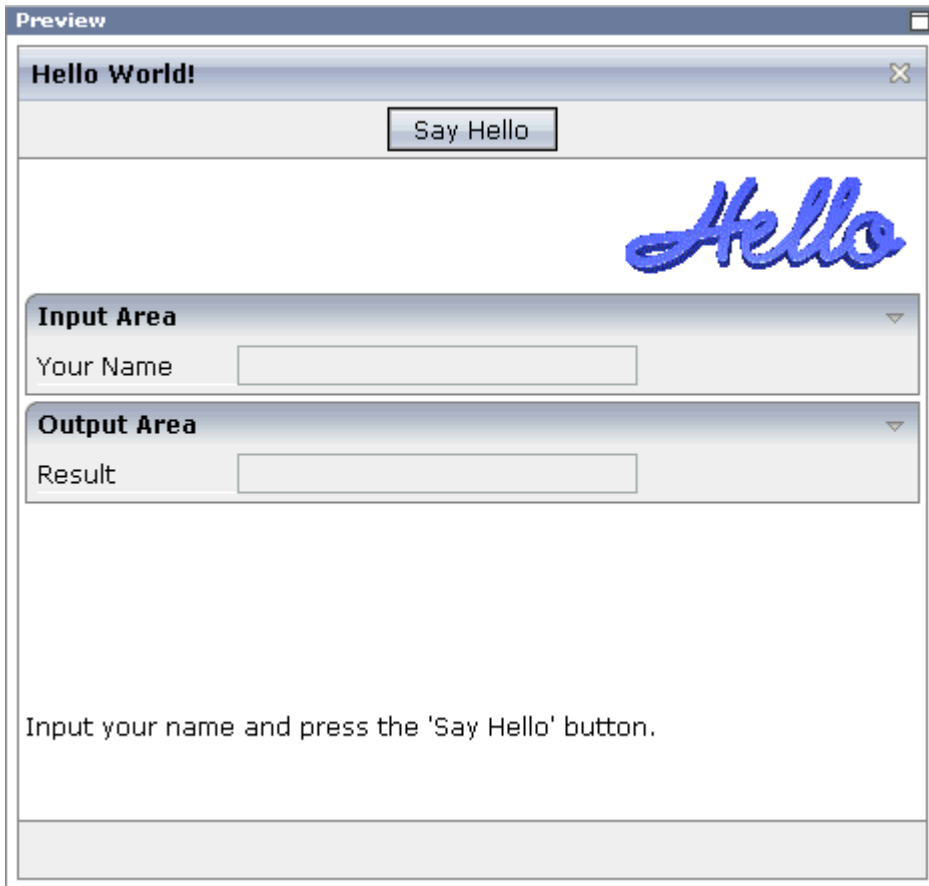 Preview
Hello World!
Say Hello
Hello
Input Area
Your Name
Output Area
Result
Input your name and press the 'Say Hello' button.